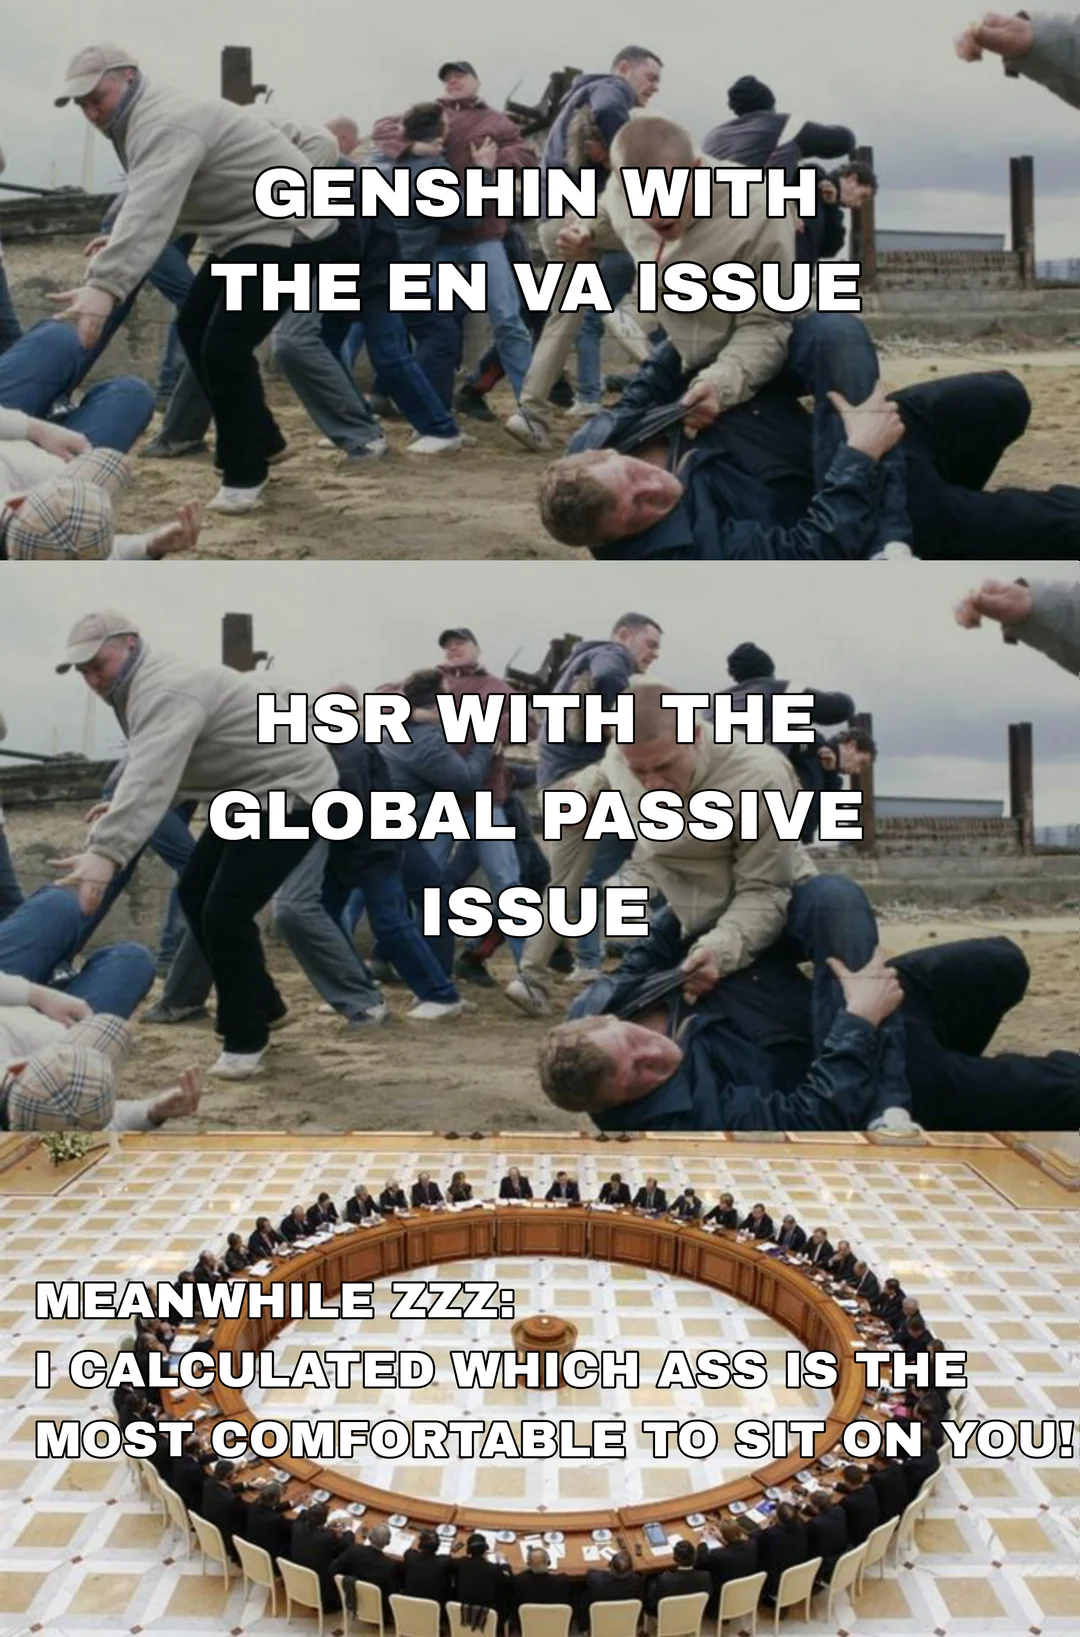 GENSHIN WITH
THE EN VA ISSUE
HSR WITH THE
GLOBAL PASSIVE
ISSUE
MEANWHILE ZZZ:
I CALCULATED WHICH ASS IS THE
MOST COMFORTABLE TO SIT ON YOU!